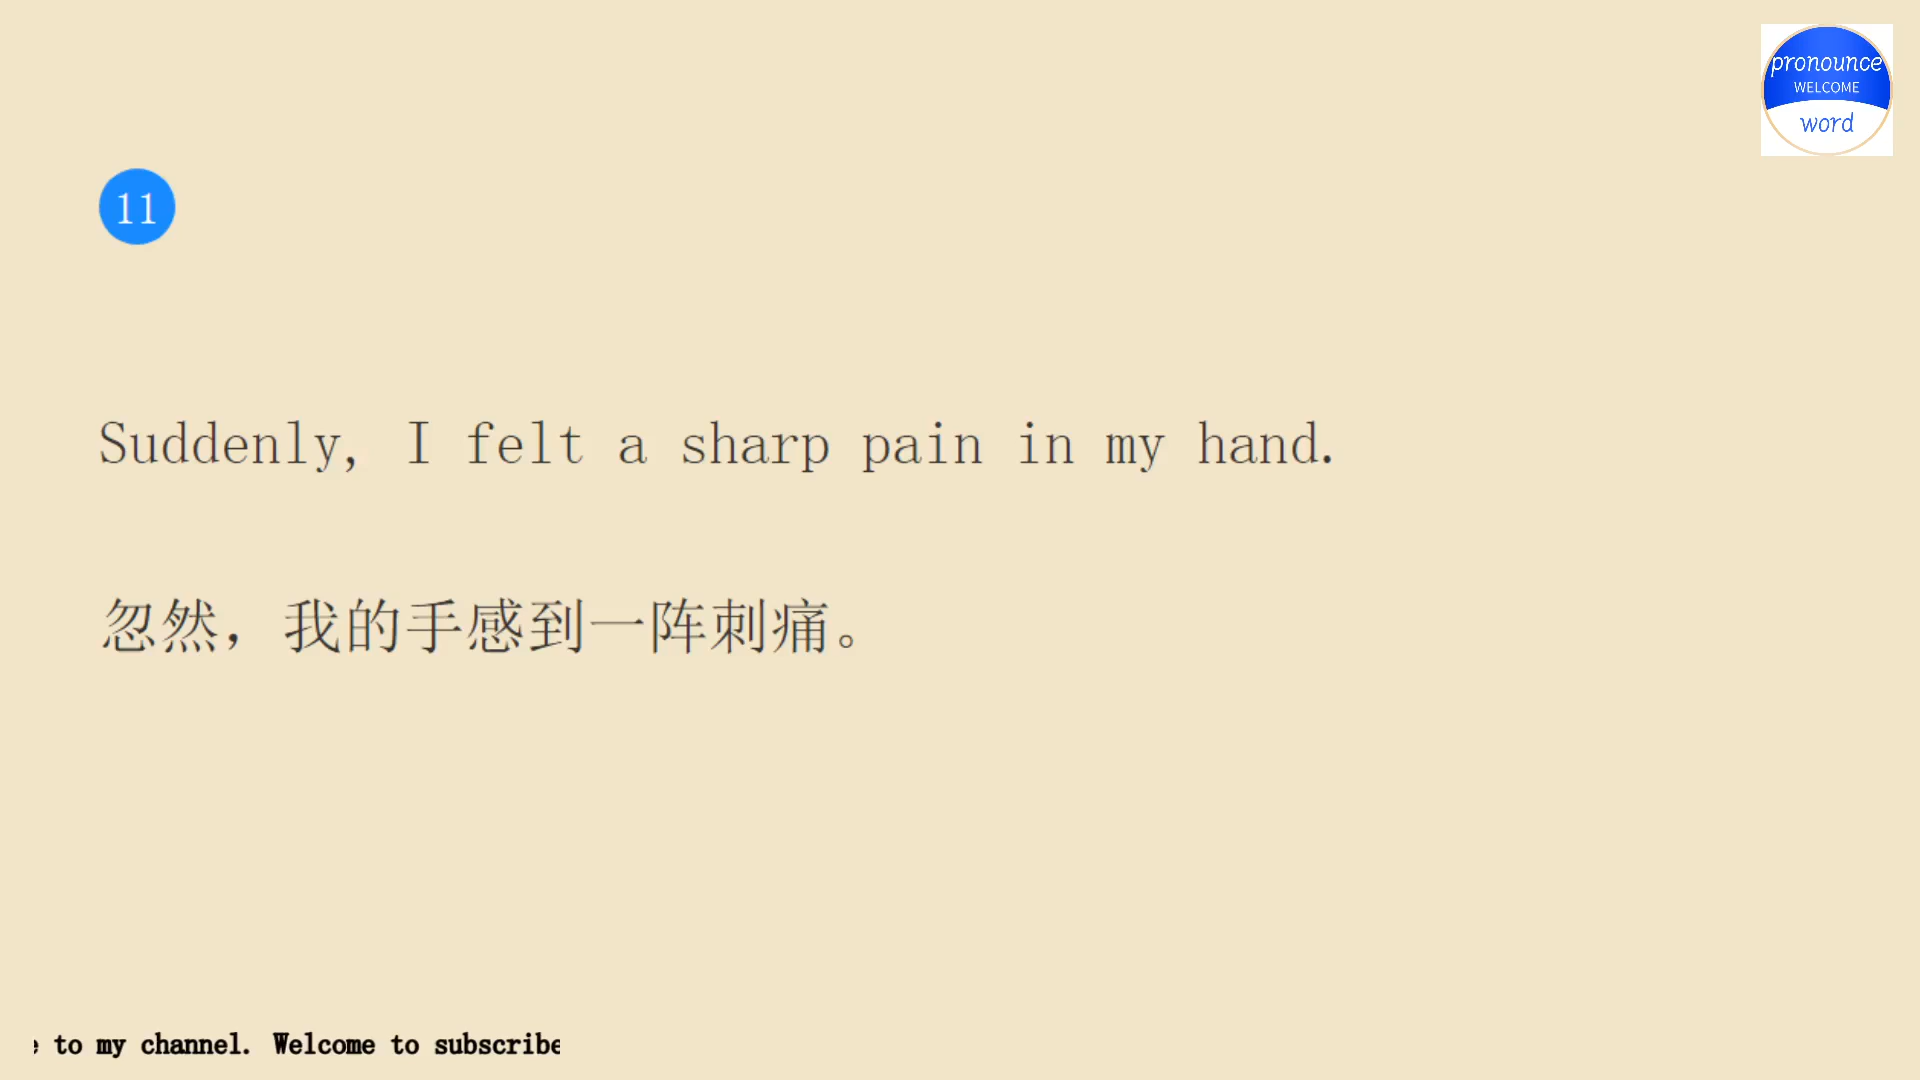 pronounce
WELCOME
word
11
Suddenly, I felt a sharp pain in my hand.
忽然，我的手感到一阵刺痛。
to my channel. Welcome to subscribe